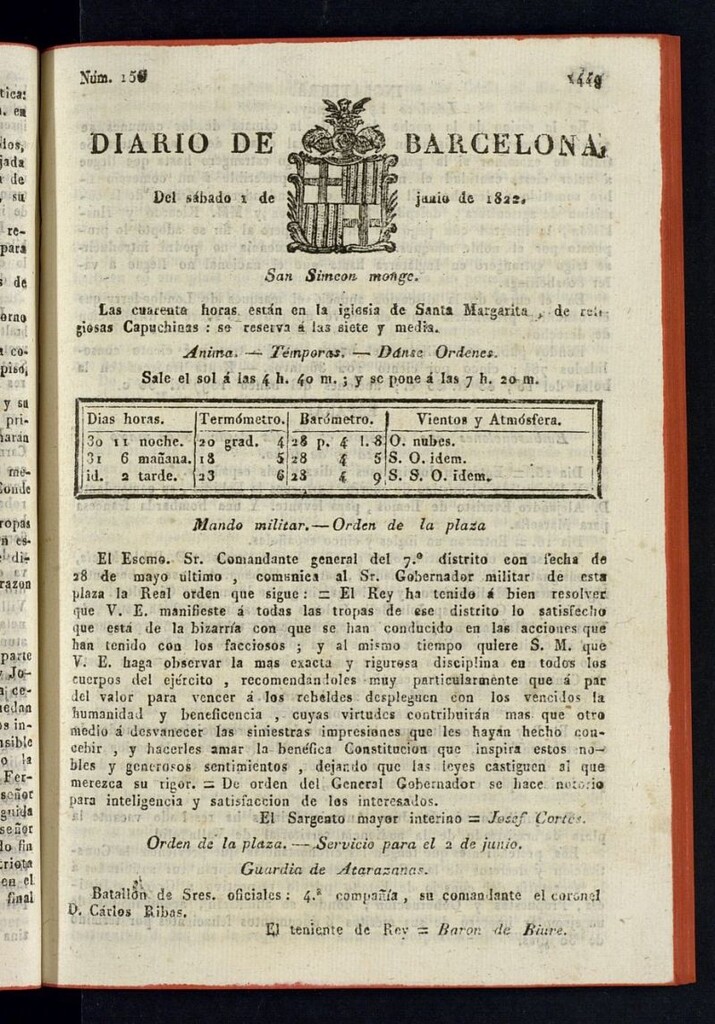 Núm. 150
1449
DIARIO DE BARCELONA,
Del sábado 1 de junio de 1822.
San Simeon monge.
Las cuarenta horas están en la iglesia de Santa Margarita , de reli-
giosas Capuchinas : se reserva á las siete y media.
Anima. — Témporas. — Dánse Ordenes.
Sale el sol á las 4 h. 40 m. ; y se pone á las 7 h. 20 m.
Dias horas. Termómetro. Barómetro. Vientos y Atmósfera.
30 11 noche. 20 grad. 4 28 p. 4 l. 8 O. nubes.
31 6 mañana. 18 5 28 4 5 S. O. idem.
id. 2 tarde. 23 6 28 4 9 S. S. O. idem.
Mando militar. — Orden de la plaza
El Escmo. Sr. Comandante general del 7.º distrito con fecha de
28 de mayo último , comunica al Sr. Gobernador militar de esta
plaza la Real orden que sigue : = El Rey ha tenido á bien resolver
que V. E. manifieste á todas las tropas de ese distrito lo satisfecho
que está de la bizarría con que se han conducido en las acciones que
han tenido con los facciosos ; y al mismo tiempo quiere S. M. que
V. E. haga observar la mas exacta y rigurosa disciplina en todos los
cuerpos del ejército , recomendándoles muy particularmente que á par
del valor para vencer á los rebeldes desplieguen con los vencidos la
humanidad y beneficencia , cuyas virtudes contribuirán mas que otro
medio á desvanecer las siniestras impresiones que les hayan hecho con-
cebir , y hacerles amar la benéfica Constitucion que inspira estos no-
bles y generosos sentimientos , dejando que las leyes castiguen al que
merezca su rigor. = De orden del General Gobernador se hace notorio
para inteligencia y satisfaccion de los interesados.
El Sargento mayor interino = Josef Cortés.
Orden de la plaza. — Servicio para el 2 de junio.
Guardia de Atarazanas.
Batallon de Sres. oficiales : 4.ª compañía , su comandante el coronel
D. Cárlos Ribas.
El teniente de Rey = Baron de Biure.